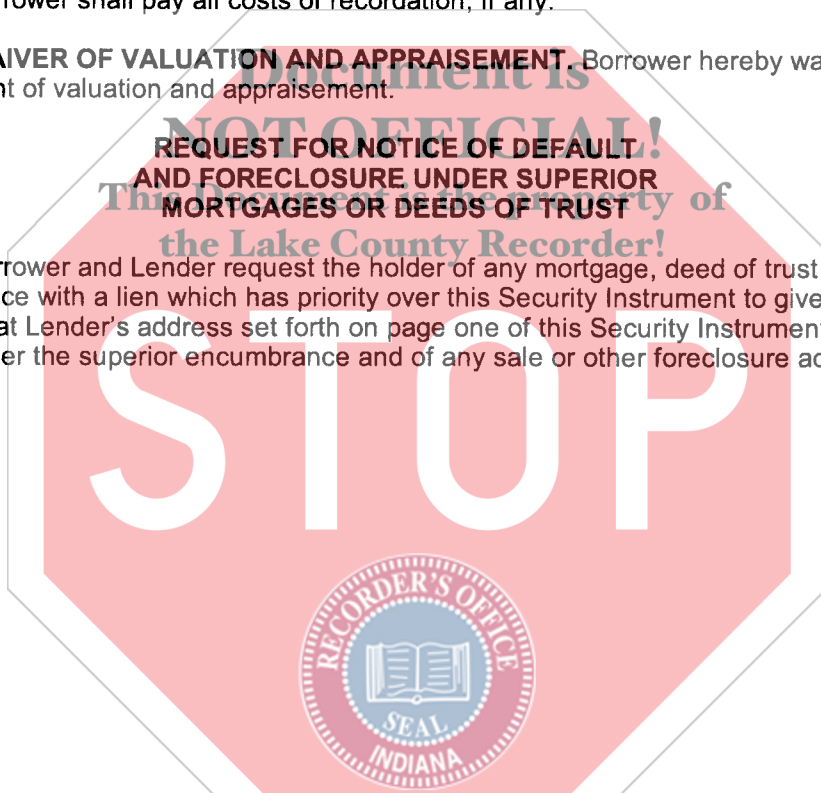 rower shall pay all costs of recordation, if any.
AIVER OF VALUATION AND APPRAISEMENT. Borrower hereby wa
nt of valuation and appraisement.
Document is
NOT OFFICIAL!
This Document is the property of
the Lake County Recorder!
REQUEST FOR NOTICE OF DEFAULT
AND FORECLOSURE UNDER SUPERIOR
MORTGAGES OR DEEDS OF TRUST
rrower and Lender request the holder of any mortgage, deed of trust
ce with a lien which has priority over this Security Instrument to give
at Lender's address set forth on page one of this Security Instrument
er the superior encumbrance and of any sale or other foreclosure ac
STOP
RECORDER'S OFFICE
SEAL
INDIANA